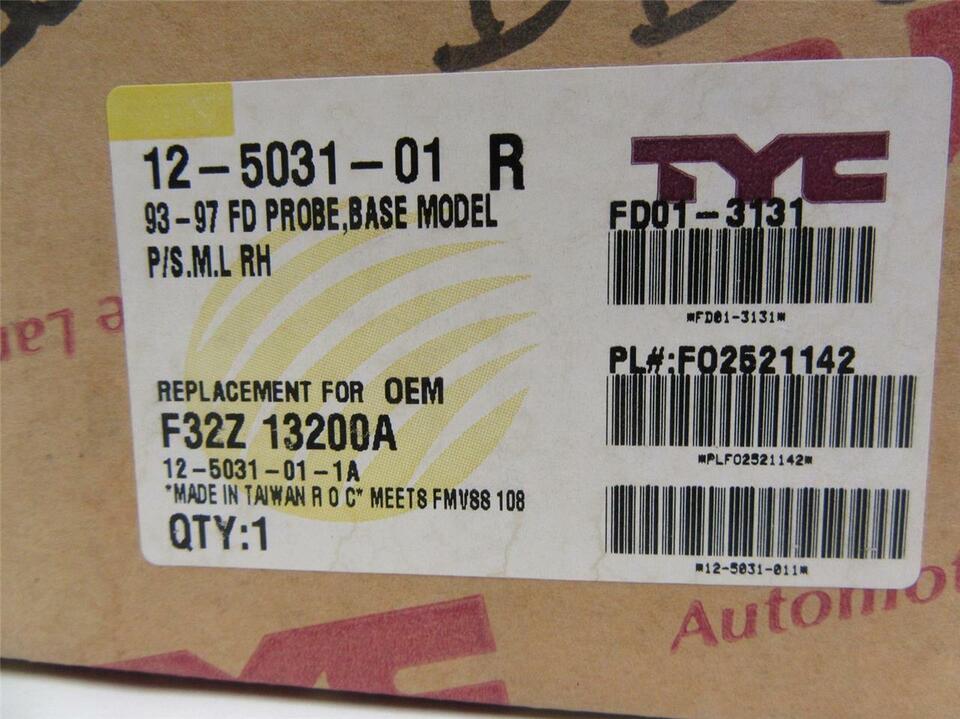 12-5031-01 R
93-97 FD PROBE,BASE MODEL
P/S.M.L RH
REPLACEMENT FOR OEM
F32Z 13200A
12-5031-01-1A
*MADE IN TAIWAN R O C* MEETS FMVSS 108
QTY:1
TYC
FD01-3131
*FD01-3131*
PL#:FO2521142
*PLFO2521142*
*12-5031-011*
TYC